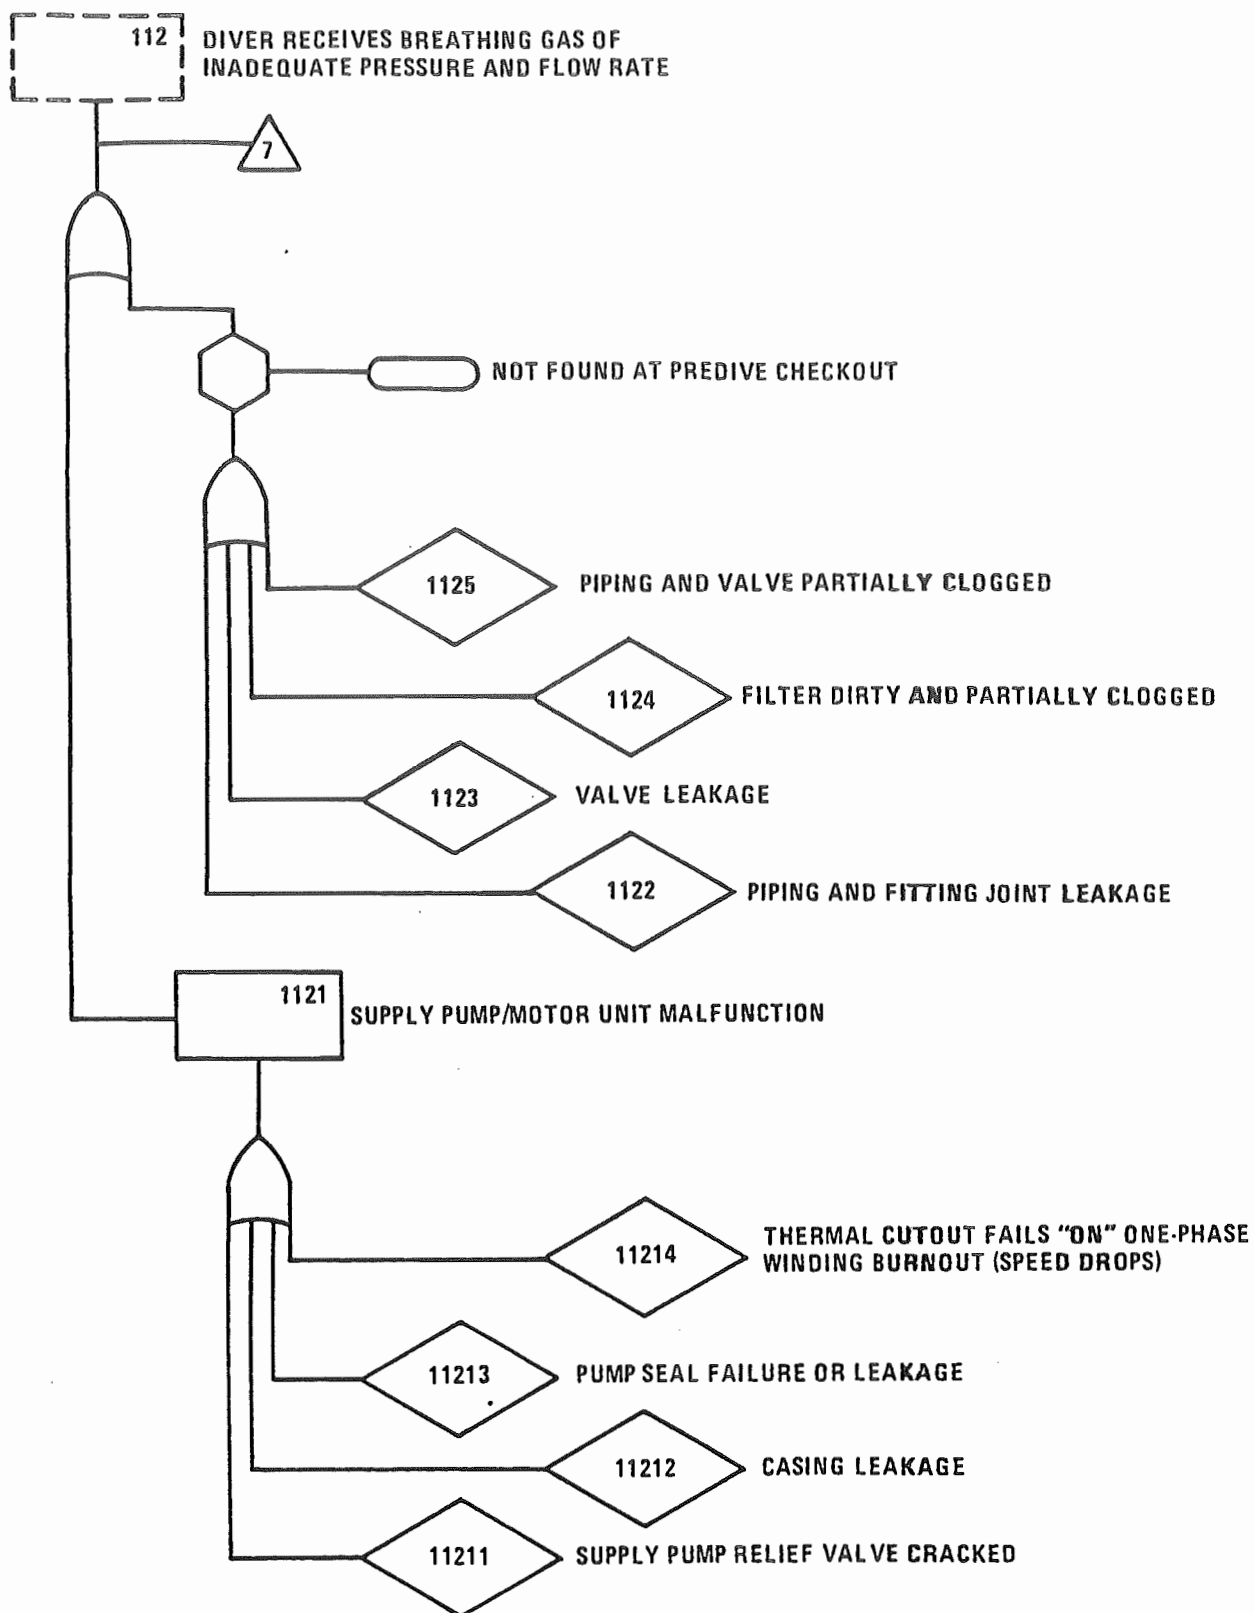 112
DIVER RECEIVES BREATHING GAS OF
INADEQUATE PRESSURE AND FLOW RATE
7
NOT FOUND AT PREDIVE CHECKOUT
1125
PIPING AND VALVE PARTIALLY CLOGGED
1124
FILTER DIRTY AND PARTIALLY CLOGGED
1123
VALVE LEAKAGE
1122
PIPING AND FITTING JOINT LEAKAGE
1121
SUPPLY PUMP/MOTOR UNIT MALFUNCTION
11214
THERMAL CUTOUT FAILS "ON" ONE-PHASE
WINDING BURNOUT (SPEED DROPS)
11213
PUMP SEAL FAILURE OR LEAKAGE
11212
CASING LEAKAGE
11211
SUPPLY PUMP RELIEF VALVE CRACKED